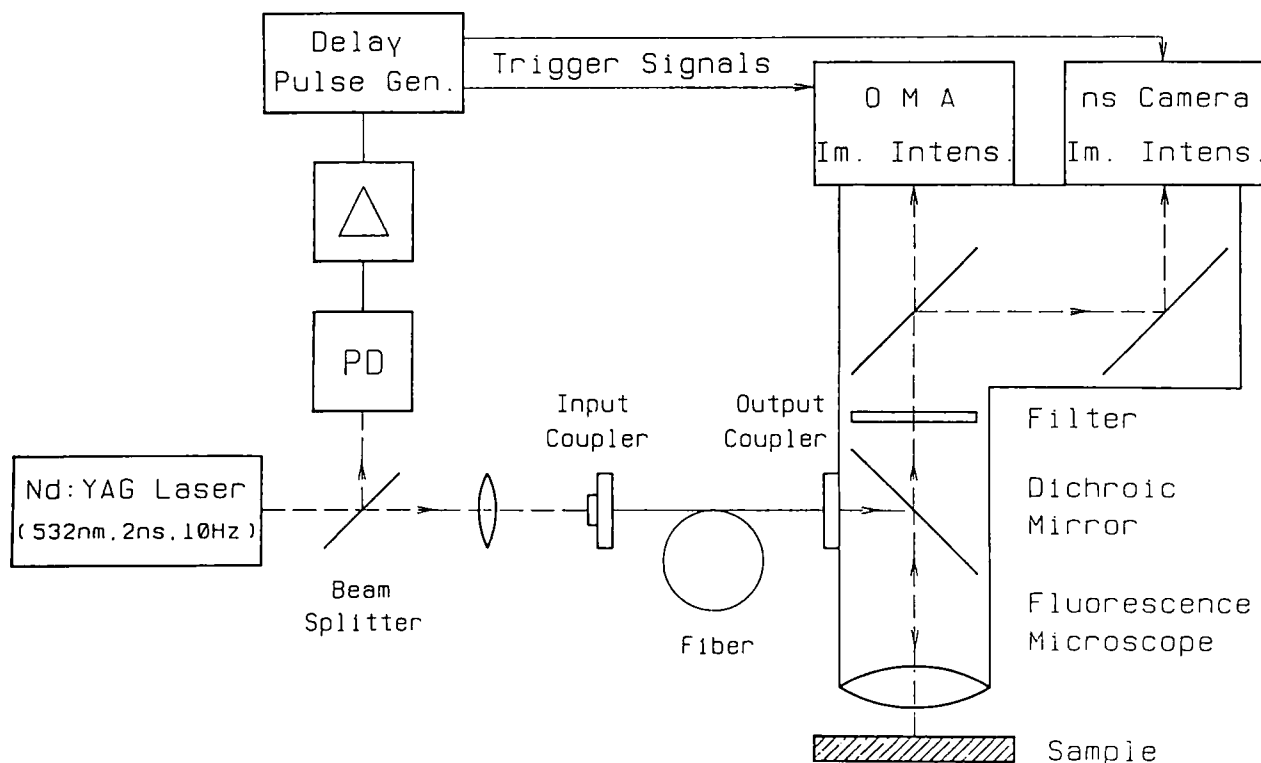 Delay
Pulse Gen.
Trigger Signals
O M A
Im. Intens.
ns Camera
Im. Intens.
PD
Input
Coupler
Output
Coupler
Filter
Nd:YAG Laser
(532nm, 2ns, 10Hz)
Dichroic
Mirror
Beam
Splitter
Fiber
Fluorescence
Microscope
Sample